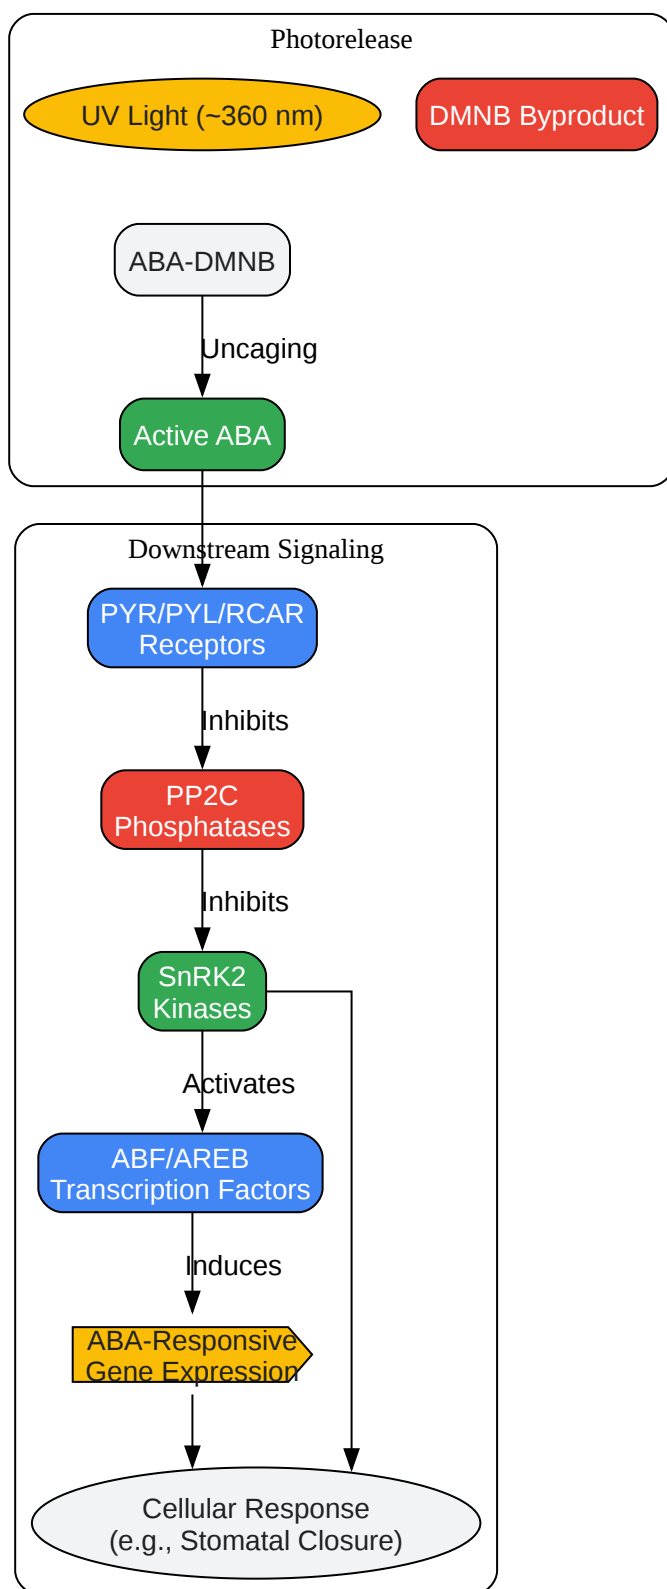 Photorelease
UV Light (~360 nm)
DMNB Byproduct
ABA-DMNB
Uncaging
Active ABA
Downstream Signaling
PYR/PYL/RCAR
Receptors
Inhibits
PP2C
Phosphatases
Inhibits
SnRK2
Kinases
Activates
ABF/AREB
Transcription Factors
Induces
ABA-Responsive
Gene Expression
Cellular Response
(e.g., Stomatal Closure)